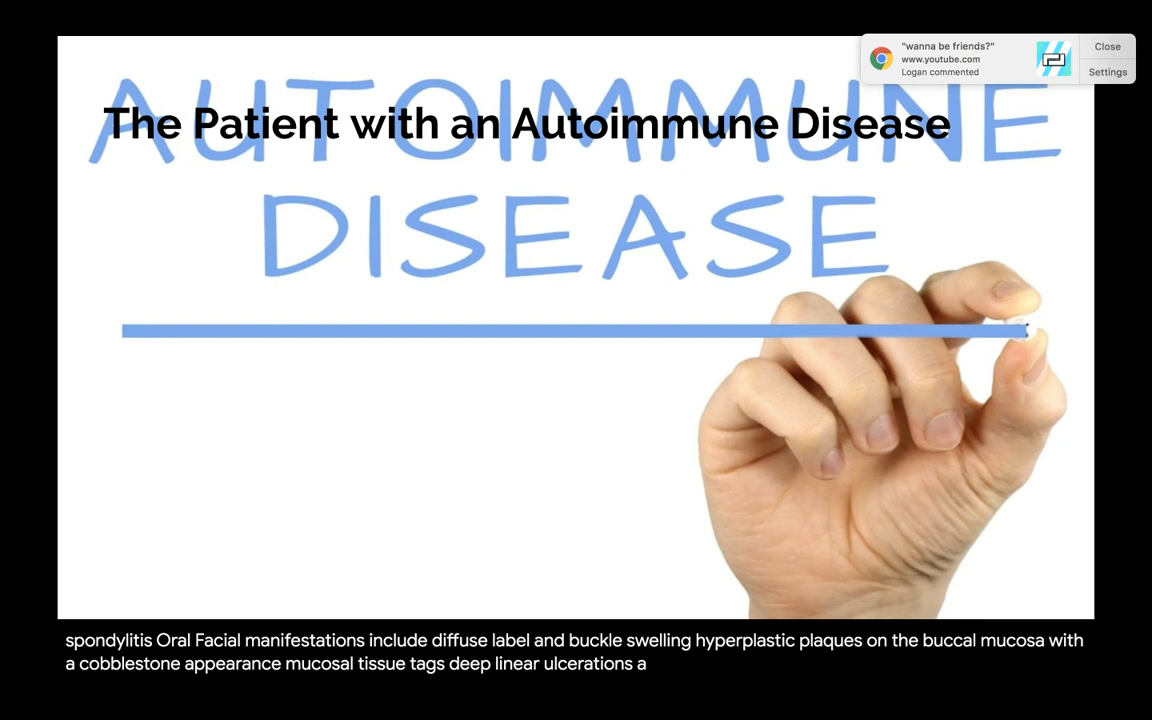 "wanna be friends?"
www.youtube.com
Logan commented
Close
Settings
AUTOIMMUNE
The Patient with an Autoimmune Disease
DISEASE
spondylitis Oral Facial manifestations include diffuse label and buckle swelling hyperplastic plaques on the buccal mucosa with
a cobblestone appearance mucosal tissue tags deep linear ulcerations a